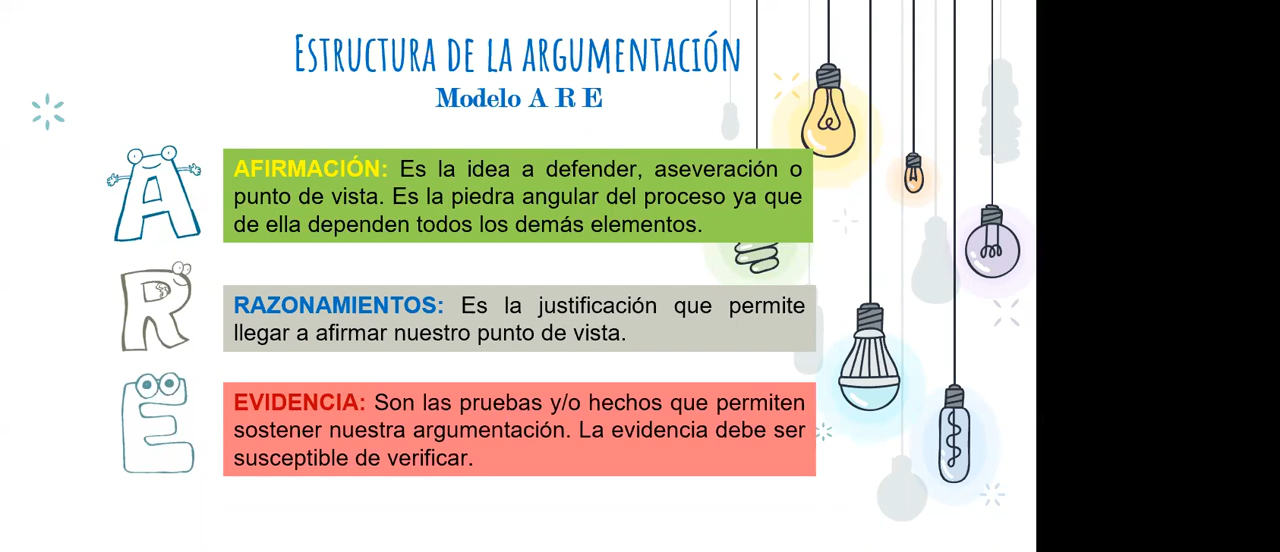 ESTRUCTURA DE LA ARGUMENTACIÓN
Modelo A R E
A
AFIRMACIÓN: Es la idea a defender, aseveración o
punto de vista. Es la piedra angular del proceso ya que
de ella dependen todos los demás elementos.
R
RAZONAMIENTOS: Es la justificación que permite
llegar a afirmar nuestro punto de vista.
E
EVIDENCIA: Son las pruebas y/o hechos que permiten
sostener nuestra argumentación. La evidencia debe ser
susceptible de verificar.